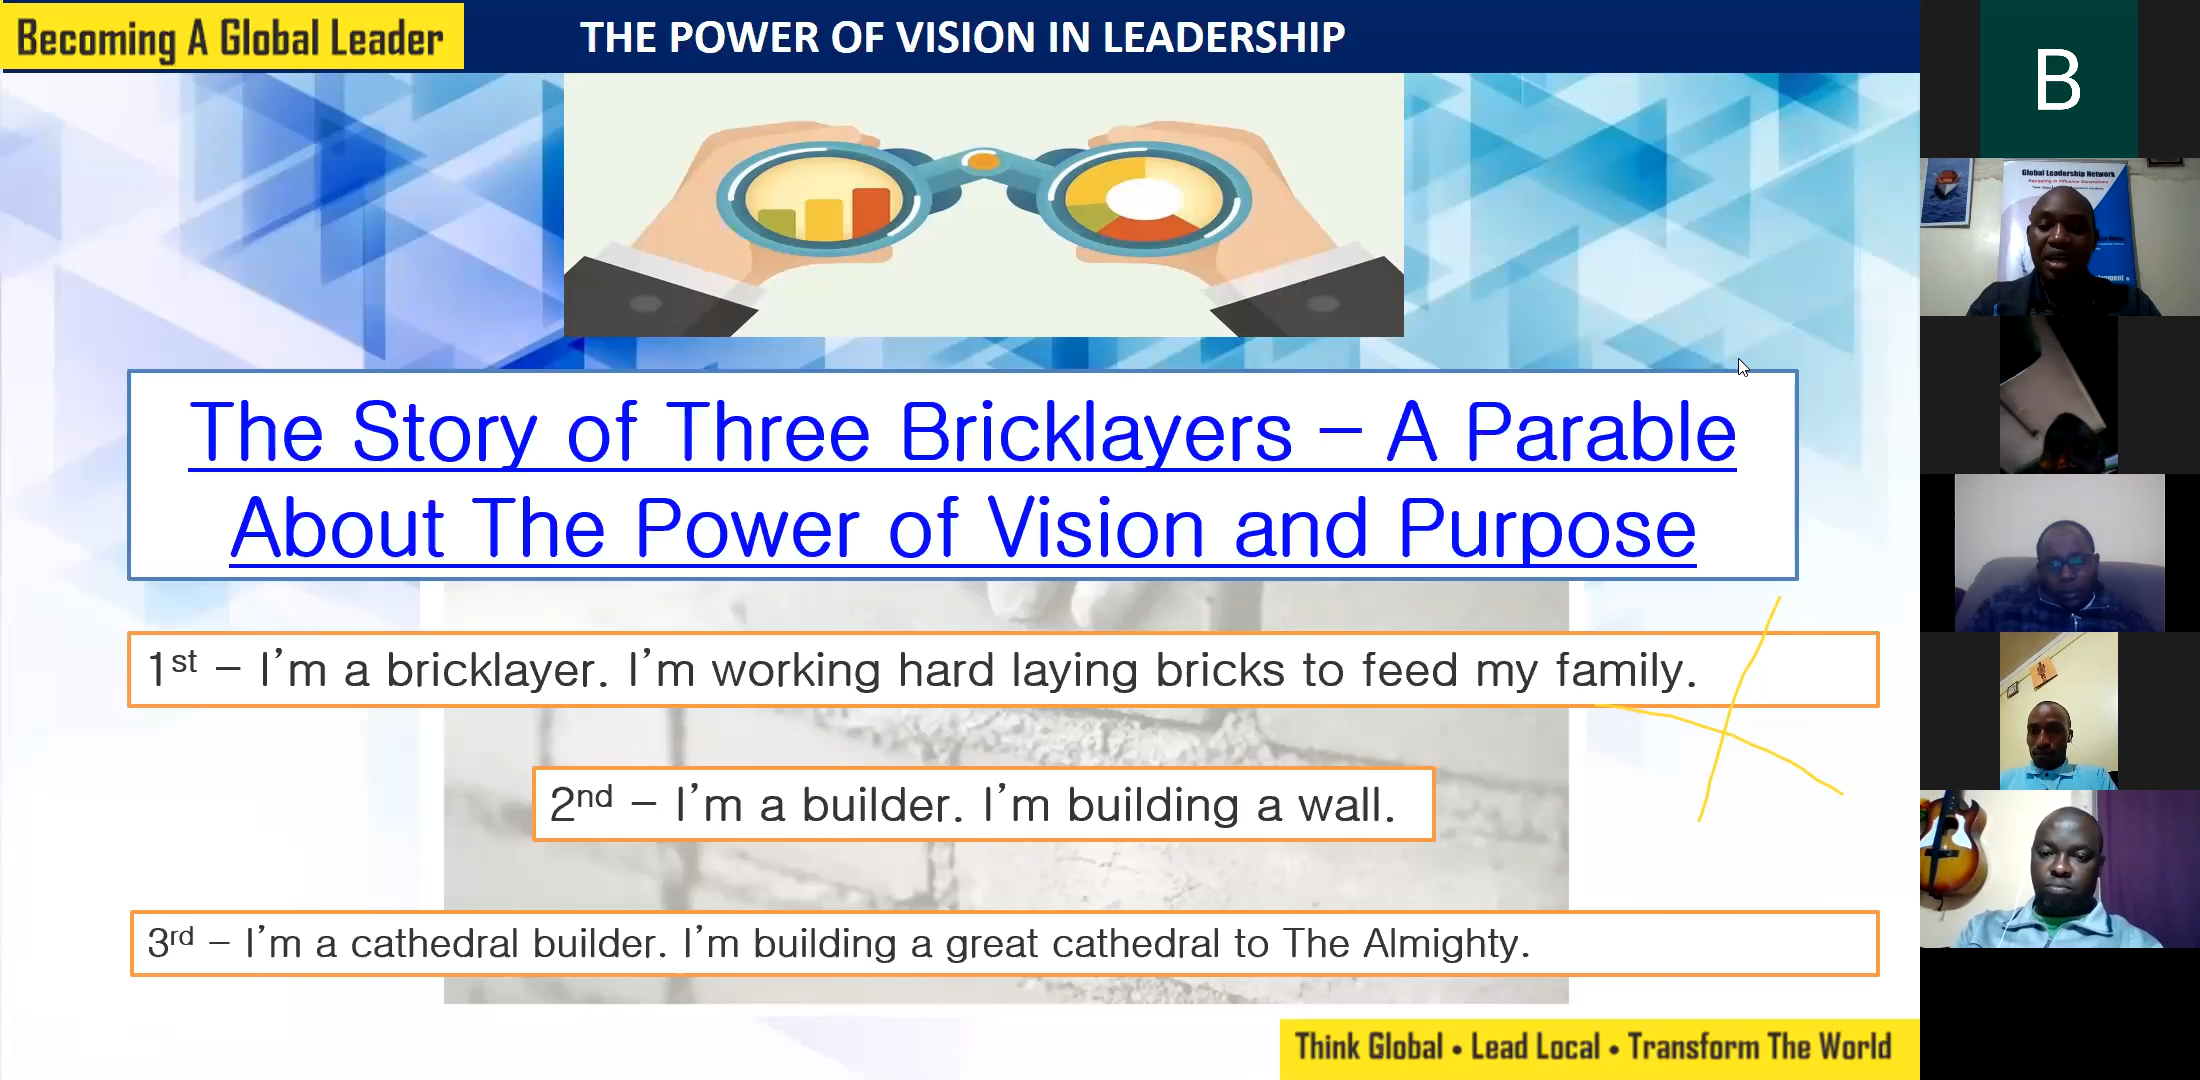 Becoming A Global Leader
THE POWER OF VISION IN LEADERSHIP
B
Global Leadership Network
The Story of Three Bricklayers – A Parable
About The Power of Vision and Purpose
1st – I'm a bricklayer. I'm working hard laying bricks to feed my family.
2nd – I'm a builder. I'm building a wall.
3rd – I'm a cathedral builder. I'm building a great cathedral to The Almighty.
Think Global • Lead Local • Transform The World